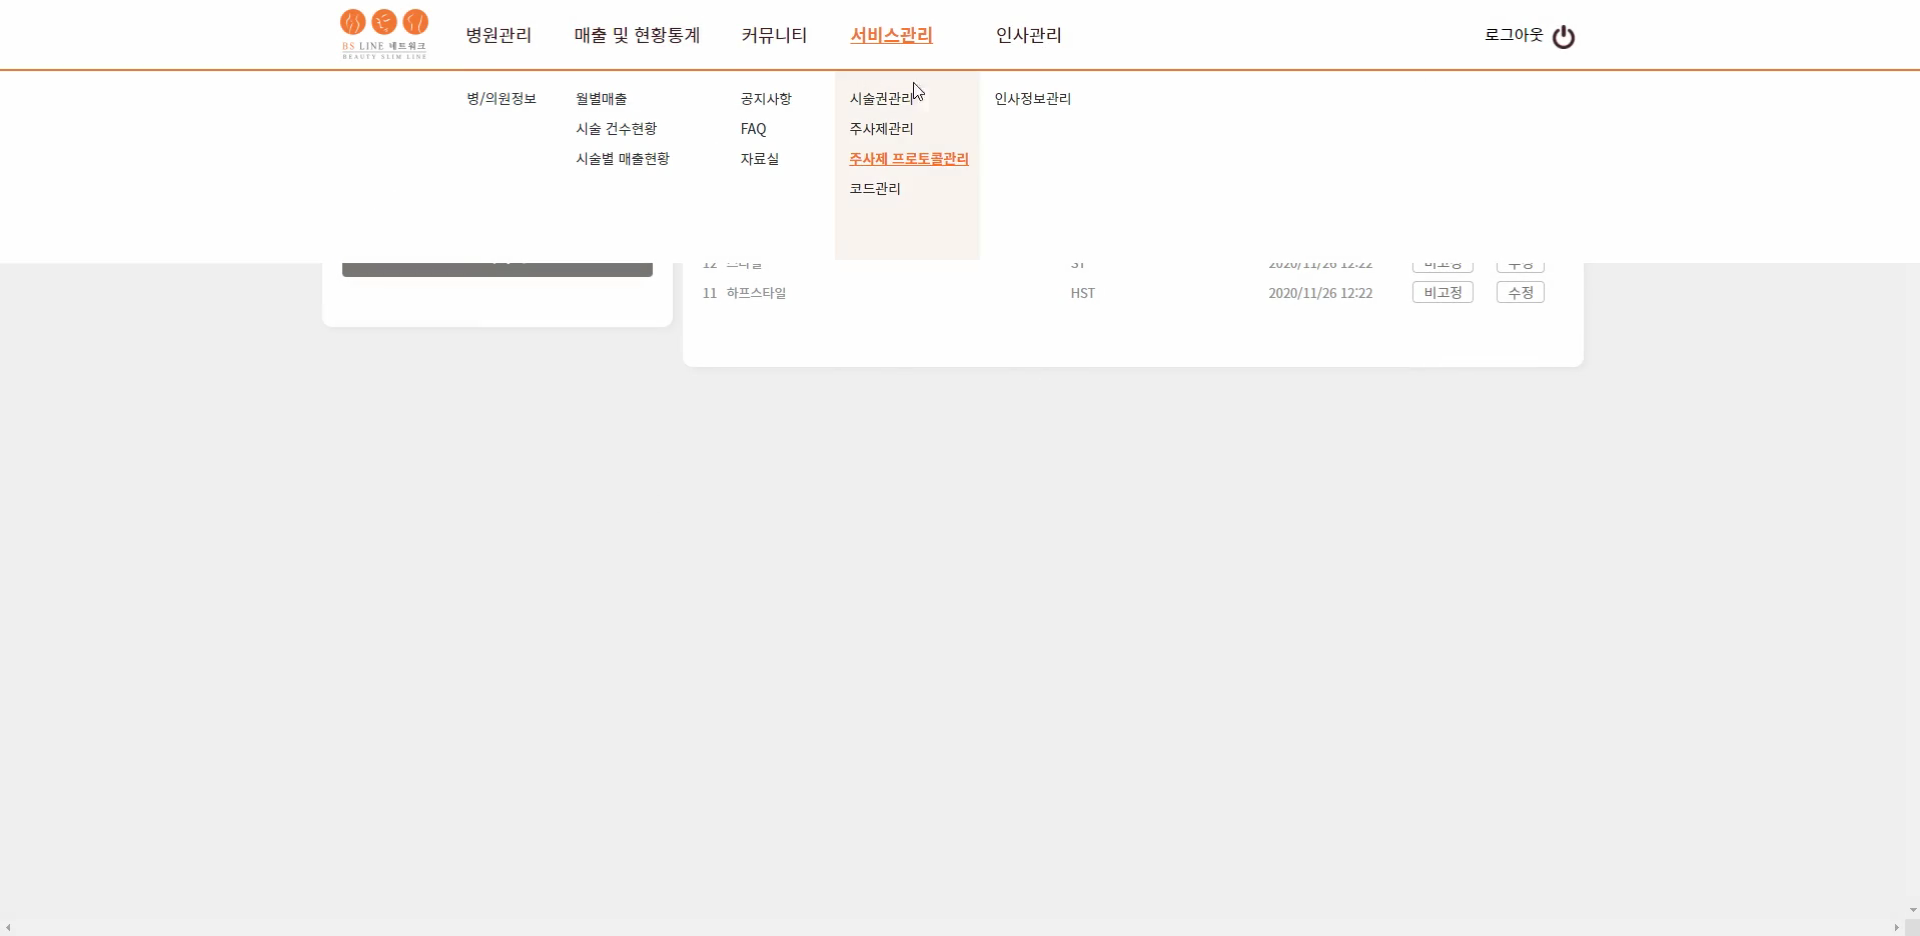 BS LINE 네트워크
BEAUTY SLIM LINE
병원관리 매출 및 현황통계 커뮤니티 서비스관리 인사관리 로그아웃
병/의원정보 월별매출 공지사항 시술권관리 인사정보관리
시술 건수현황 FAQ 주사제관리
시술별 매출현황 자료실 주사제 프로토콜관리
코드관리
12 스타일 ST 2020/11/26 12:22 비고정 수정
11 하프스타일 HST 2020/11/26 12:22 비고정 수정